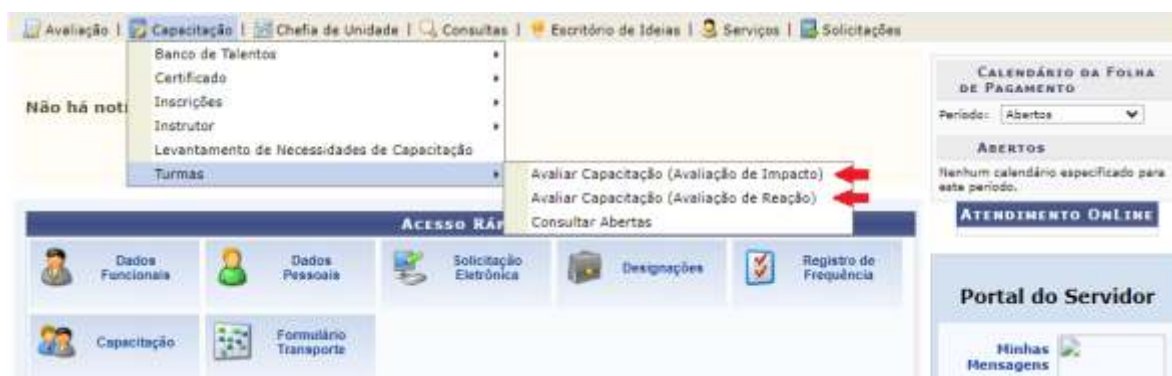 Avaliação | Capacitação | Chefia de Unidade | Consultas | Escritório de Ideias | Serviços | Solicitações
Banco de Talentos
Certificado
Inscrições
Instrutor
Levantamento de Necessidades de Capacitação
Turmas
Não há notí
Avaliar Capacitação (Avaliação de Impacto)
Avaliar Capacitação (Avaliação de Reação)
Consultar Abertas
CALENDÁRIO DA FOLHA
DE PAGAMENTO
Período: Abertos
ABERTOS
Nenhum calendário especificado para
este período.
ATENDIMENTO ONLINE
ACESSO RÁP
Dados
Funcionais
Dados
Pessoais
Solicitação
Eletrônica
Designações
Registro de
Frequência
Capacitação
Formulário
Transporte
Portal do Servidor
Minhas
Mensagens